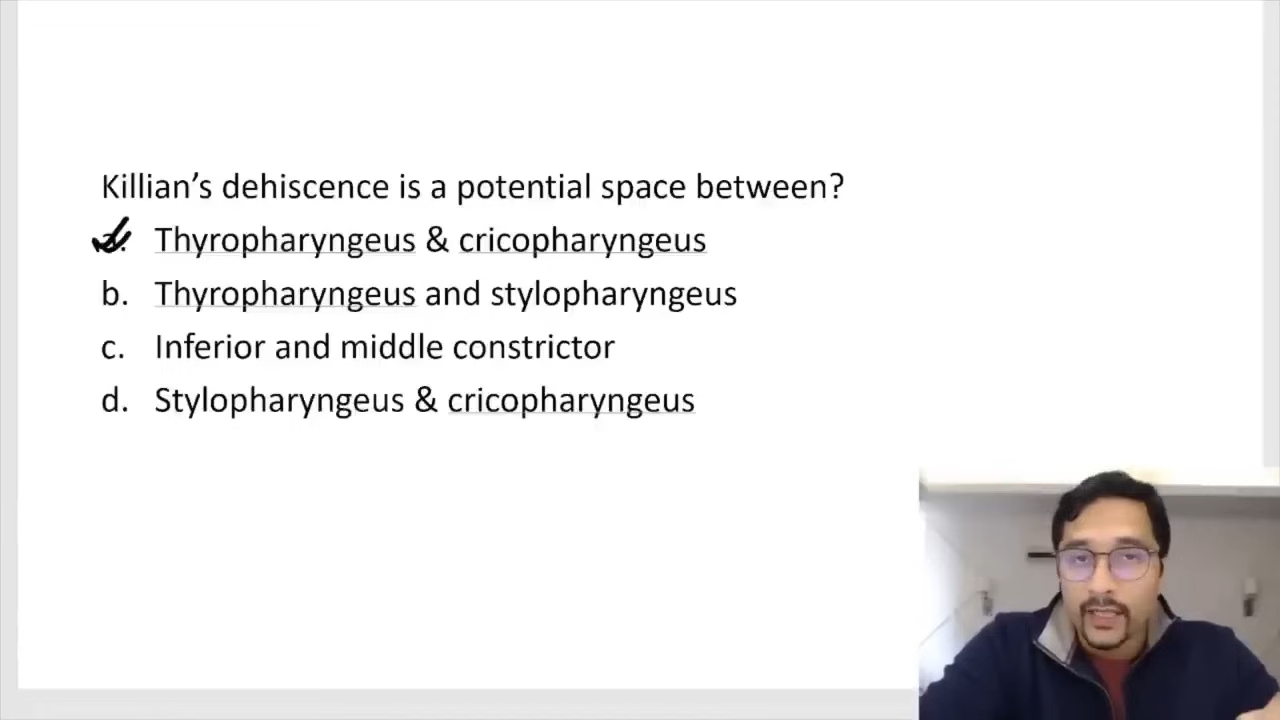 Killian’s dehiscence is a potential space between?
a. Thyropharyngeus & cricopharyngeus
b. Thyropharyngeus and stylopharyngeus
c. Inferior and middle constrictor
d. Stylopharyngeus & cricopharyngeus